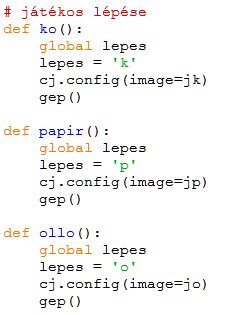 # játékos lépése
def ko():
    global lepes
    lepes = 'k'
    cj.config(image=jk)
    gep()

def papir():
    global lepes
    lepes = 'p'
    cj.config(image=jp)
    gep()

def ollo():
    global lepes
    lepes = 'o'
    cj.config(image=jo)
    gep()